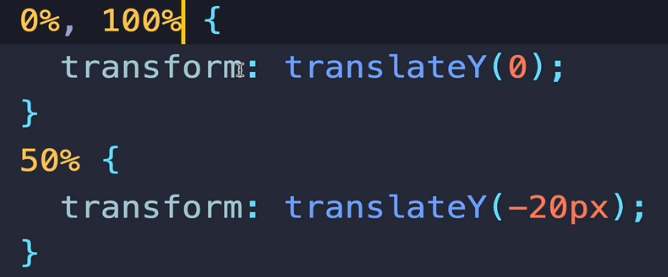 0%, 100% {
  transform: translateY(0);
}
50% {
  transform: translateY(-20px);
}